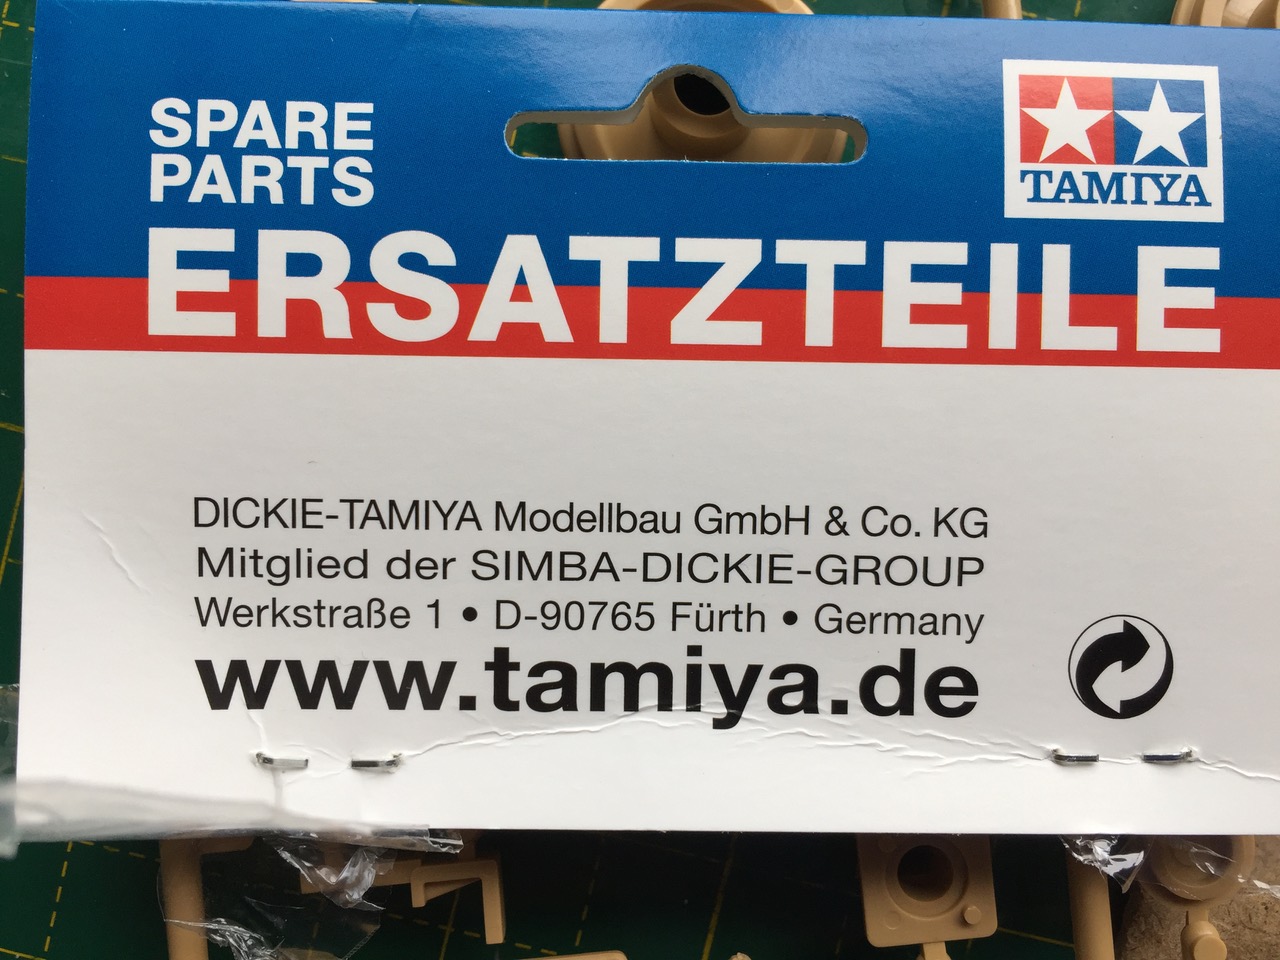 SPARE
PARTS
TAMIYA
ERSATZTEILE
DICKIE-TAMIYA Modellbau GmbH & Co. KG
Mitglied der SIMBA-DICKIE-GROUP
Werkstraße 1 • D-90765 Fürth • Germany
www.tamiya.de